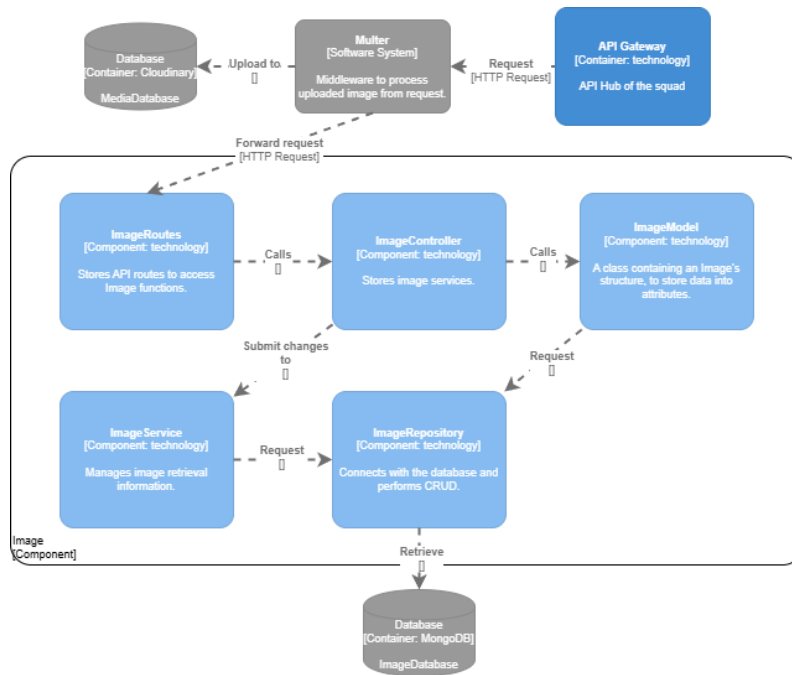 Database
[Container: Cloudinary]
MediaDatabase
Upload to
[]
Multer
[Software System]
Middleware to process
uploaded image from request.
Request
[HTTP Request]
API Gateway
[Container: technology]
API Hub of the squad
Forward request
[HTTP Request]
ImageRoutes
[Component: technology]
Stores API routes to access
Image functions.
Calls
[]
ImageController
[Component: technology]
Stores image services.
Calls
[]
ImageModel
[Component: technology]
A class containing an Image's
structure, to store data into
attributes.
Submit changes
to
[]
Request
[]
ImageService
[Component: technology]
Manages image retrieval
information.
Request
[]
ImageRepository
[Component: technology]
Connects with the database and
performs CRUD.
Image
[Component]
Retrieve
[]
Database
[Container: MongoDB]
ImageDatabase